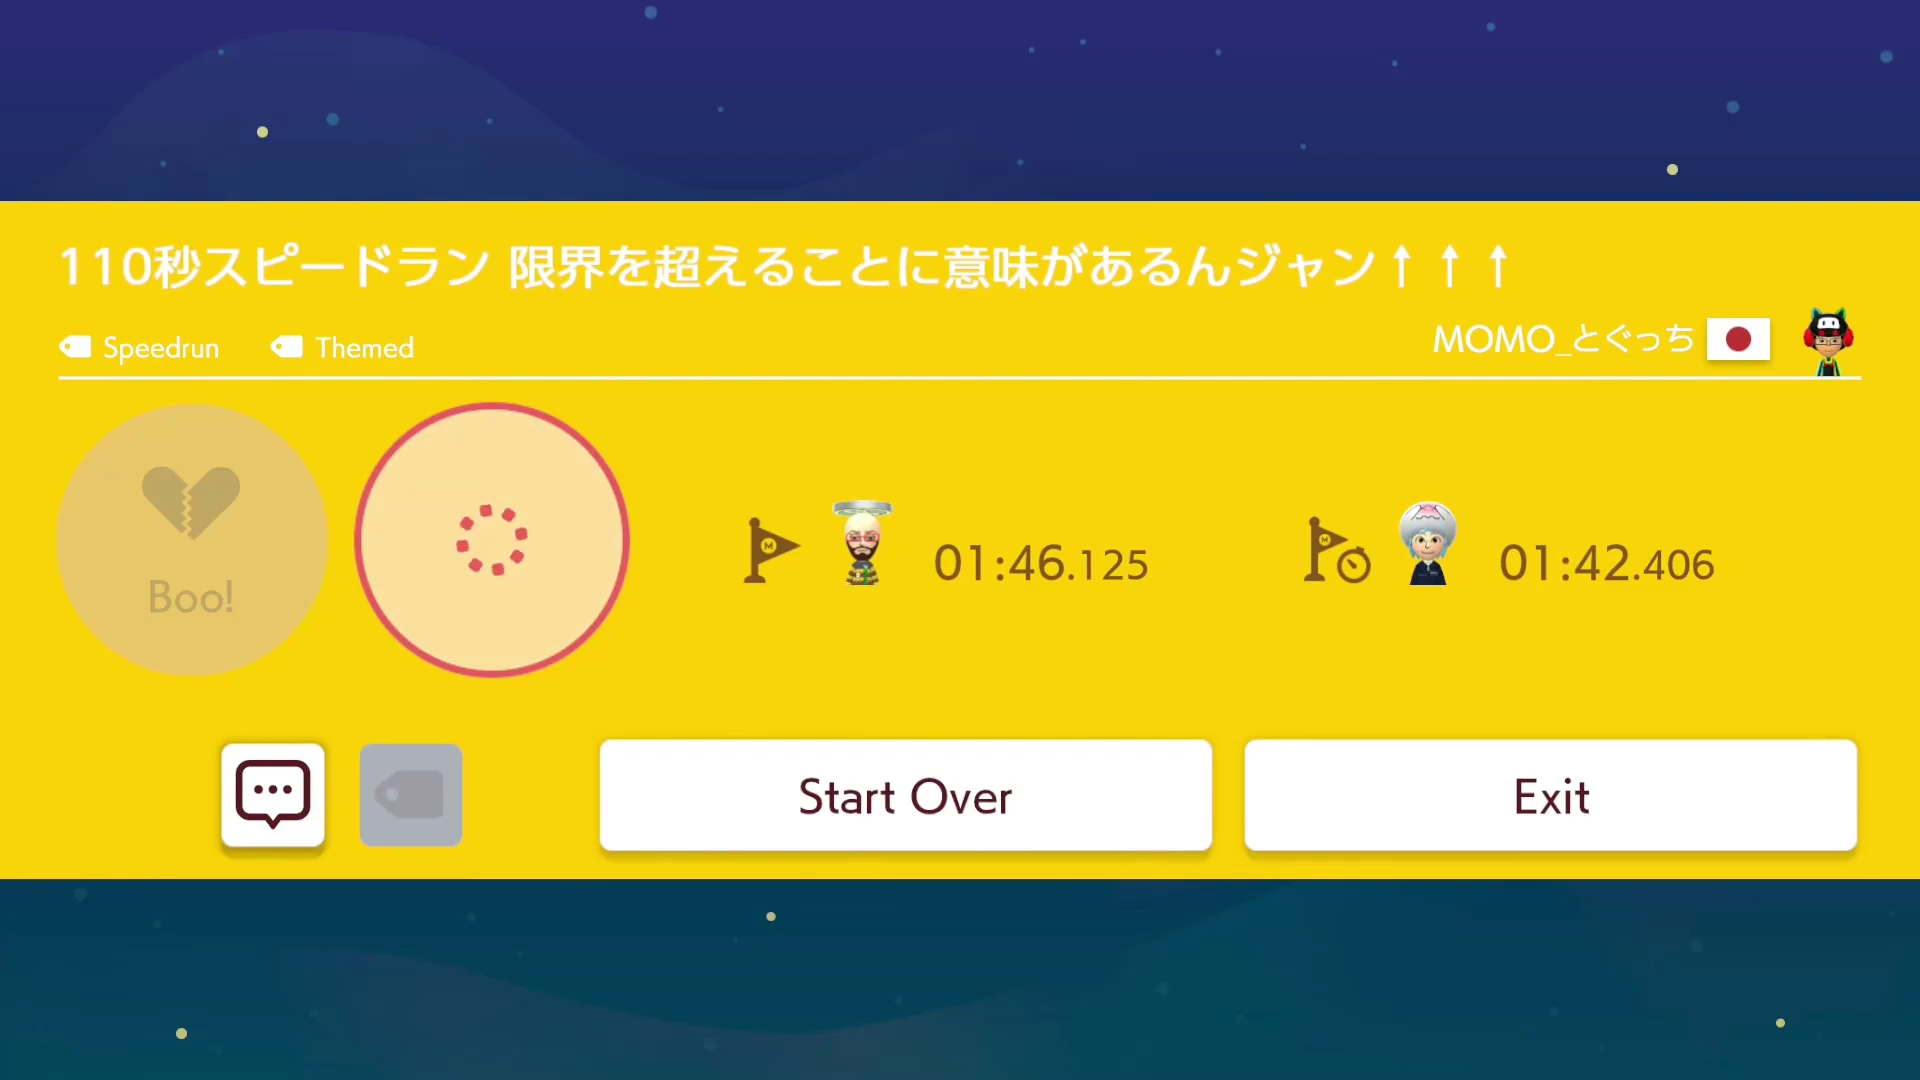 110秒スピードラン 限界を超えることに意味があるんジャン↑↑↑
Speedrun Themed
MOMO_とぐっち
Boo!
M 01:46.125
M 01:42.406
Start Over
Exit